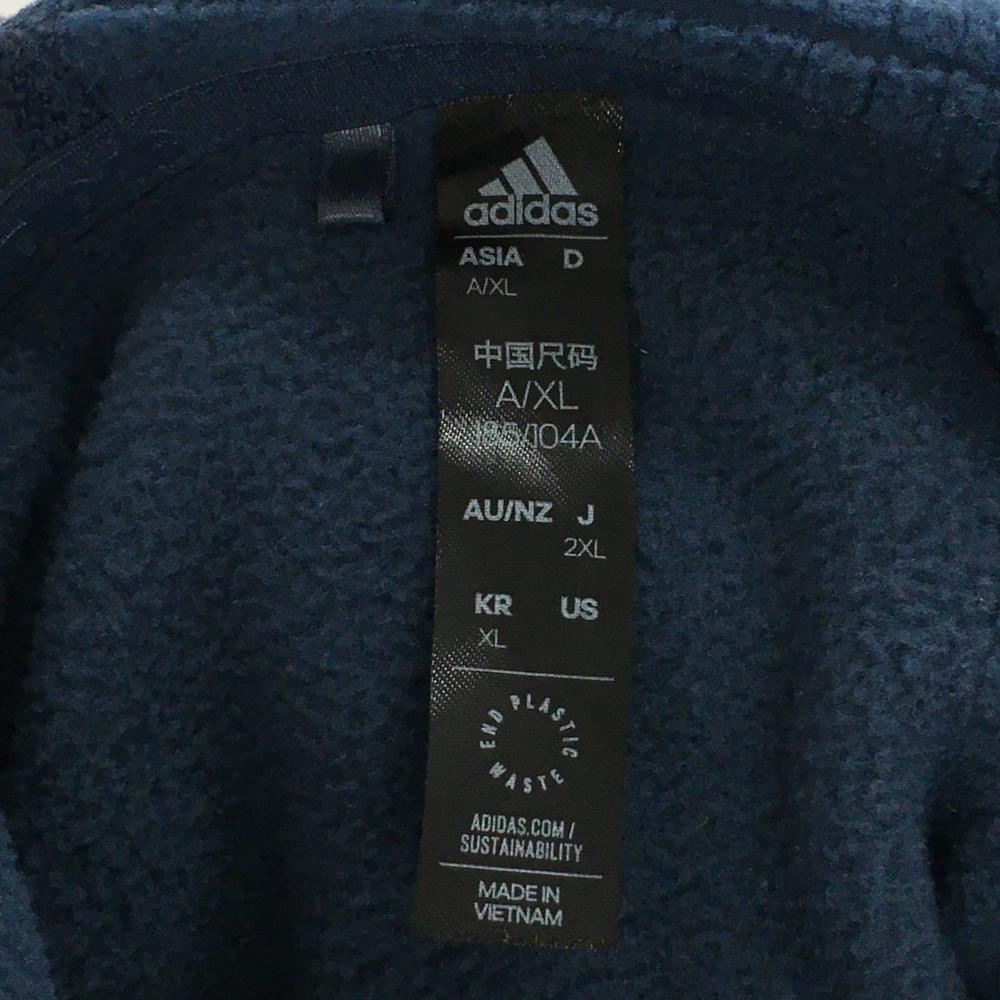 adidas
ASIA D
A/XL
中国尺码
A/XL
185/104A
AU/NZ J
2XL
KR US
XL
END PLASTIC WASTE
ADIDAS.COM /
SUSTAINABILITY
MADE IN
VIETNAM